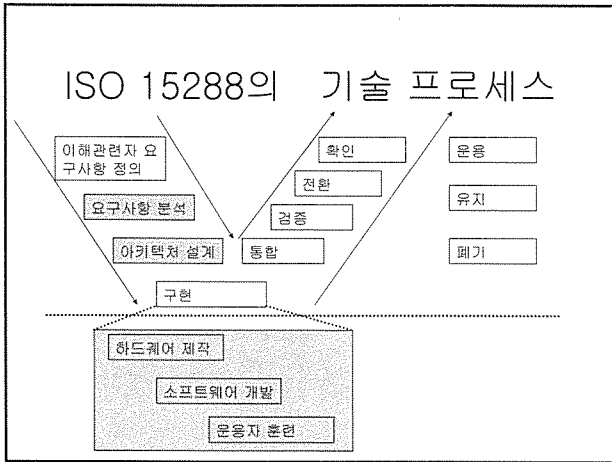 ISO 15288의 기술 프로세스
이해관련자 요
구사항 정의
요구사항 분석
아키텍처 설계
구현
통합
검증
전환
확인
운용
유지
폐기
하드웨어 제작
소프트웨어 개발
운용자 훈련